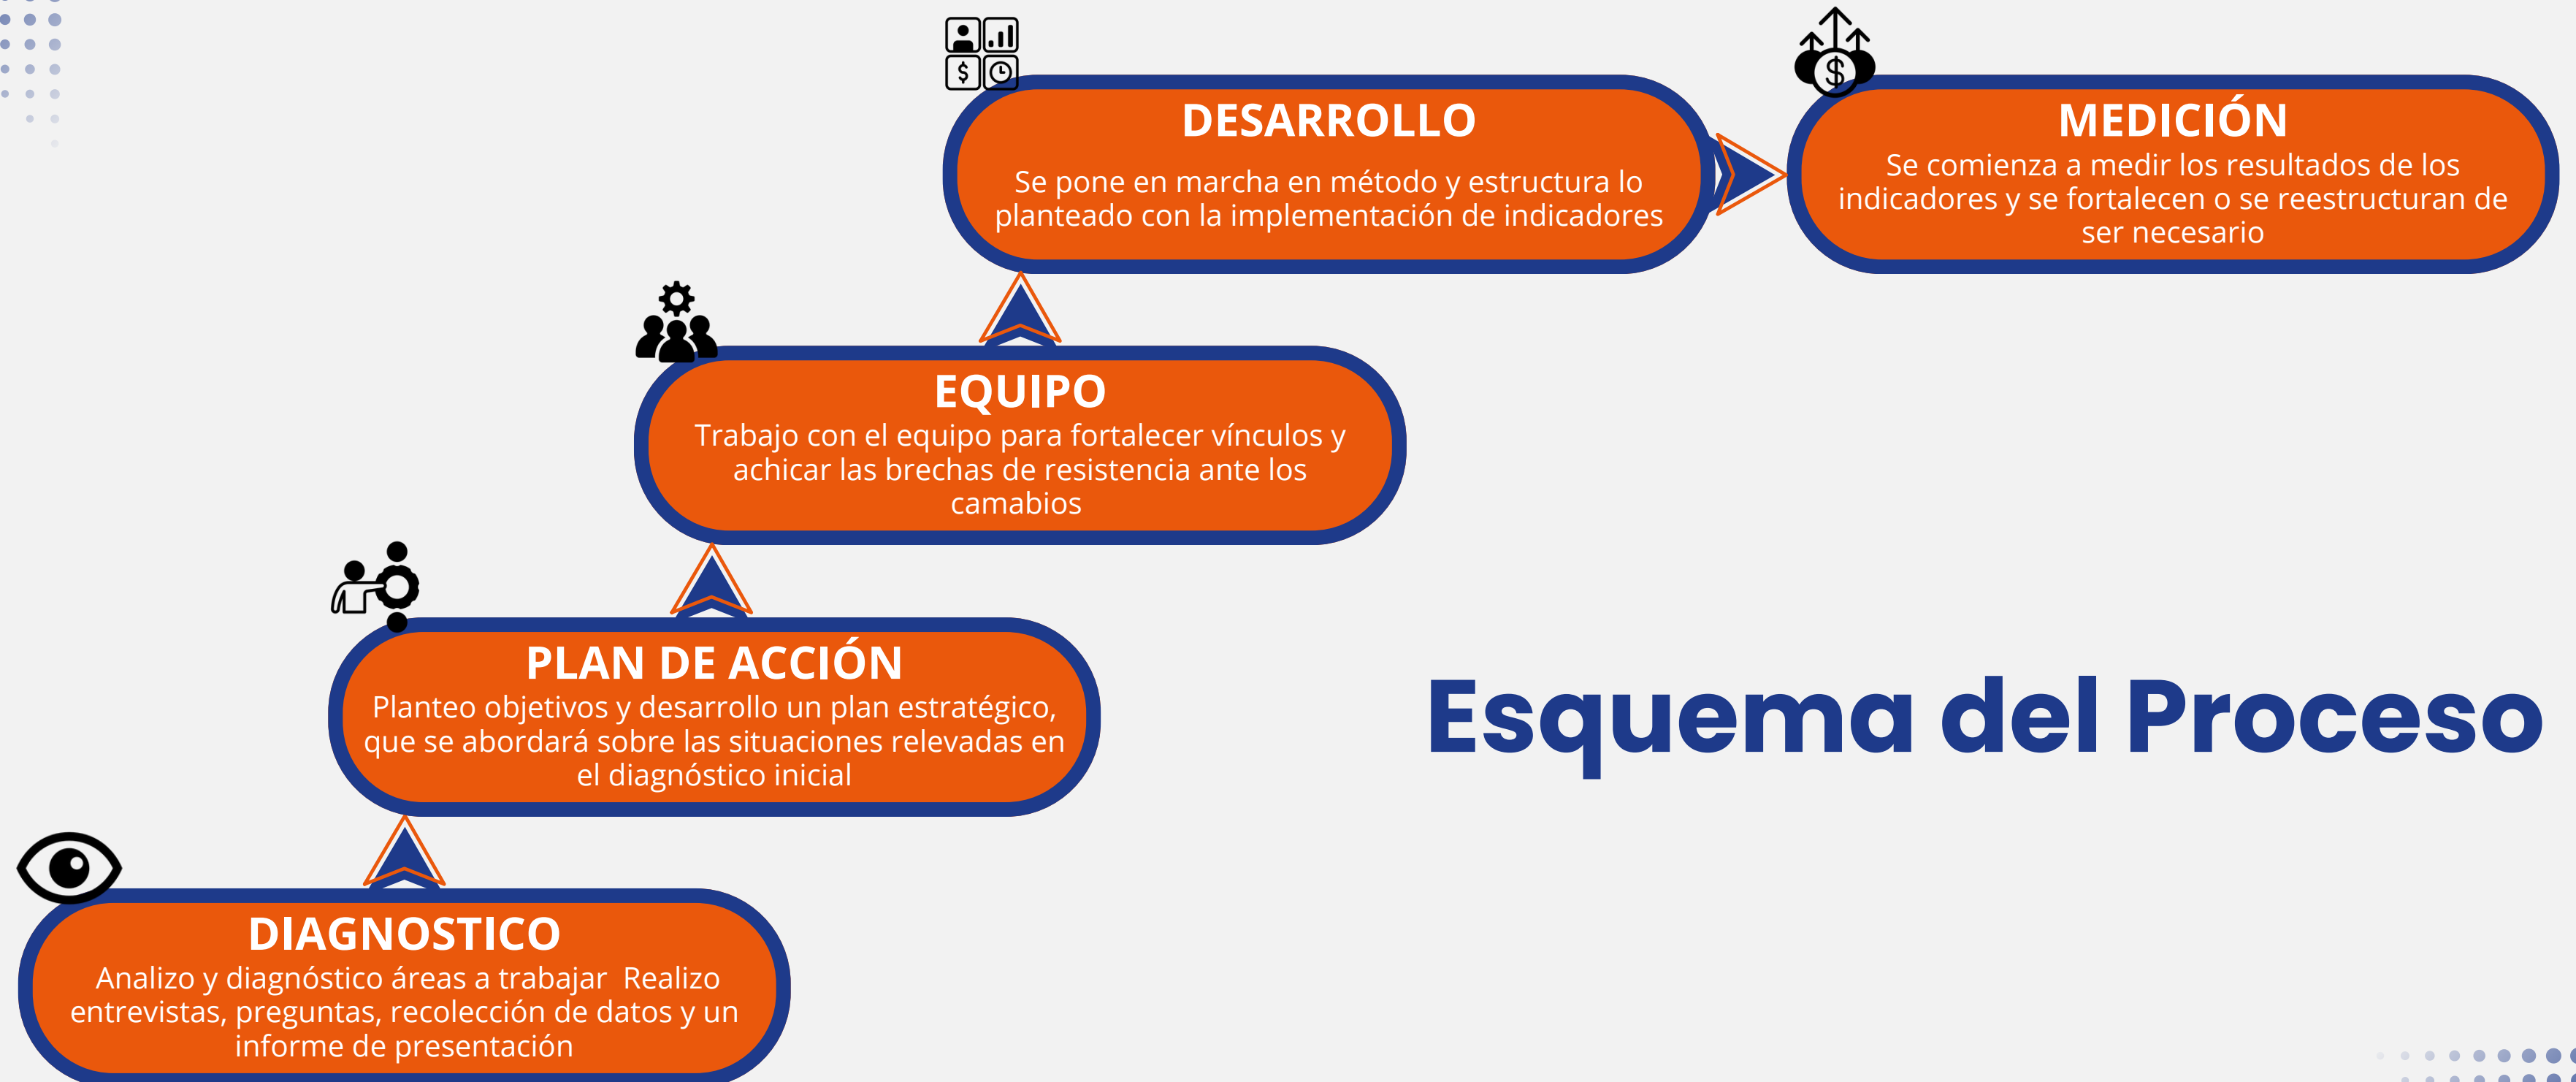 DESARROLLO
Se pone en marcha en método y estructura lo
planteado con la implementación de indicadores
MEDICIÓN
Se comienza a medir los resultados de los
indicadores y se fortalecen o se reestructuran de
ser necesario
EQUIPO
Trabajo con el equipo para fortalecer vínculos y
achicar las brechas de resistencia ante los
camabios
PLAN DE ACCIÓN
Planteo objetivos y desarrollo un plan estratégico,
que se abordará sobre las situaciones relevadas en
el diagnóstico inicial
Esquema del Proceso
DIAGNOSTICO
Analizo y diagnóstico áreas a trabajar  Realizo
entrevistas, preguntas, recolección de datos y un
informe de presentación